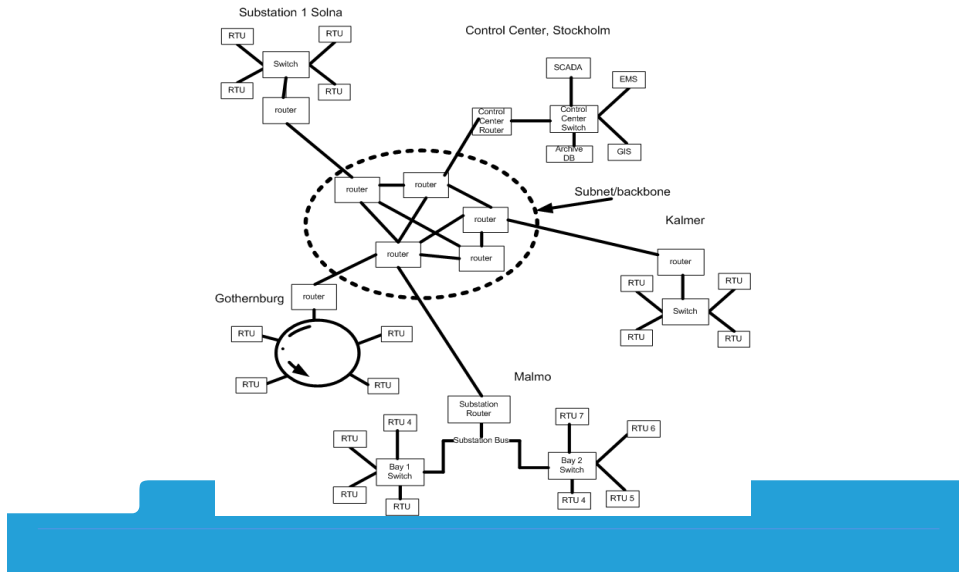 Substation 1 Solna
RTU
RTU
Switch
RTU
RTU
router
Control Center, Stockholm
SCADA
EMS
Control
Center
Router
Control
Center
Switch
Archive
DB
GIS
router
router
router
router
router
Subnet/backbone
Kalmer
router
RTU
RTU
Switch
RTU
RTU
Gothernburg
router
RTU
RTU
RTU
RTU
Malmo
Substation
Router
Substation Bus
RTU 4
RTU
Bay 1
Switch
RTU
RTU
RTU 7
RTU 6
Bay 2
Switch
RTU 4
RTU 5